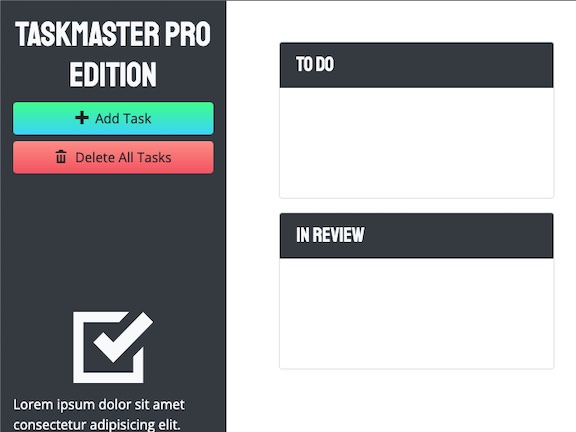 TASKMASTER PRO
EDITION
Add Task
Delete All Tasks
Lorem ipsum dolor sit amet
consectetur adipisicing elit.
TO DO
IN REVIEW